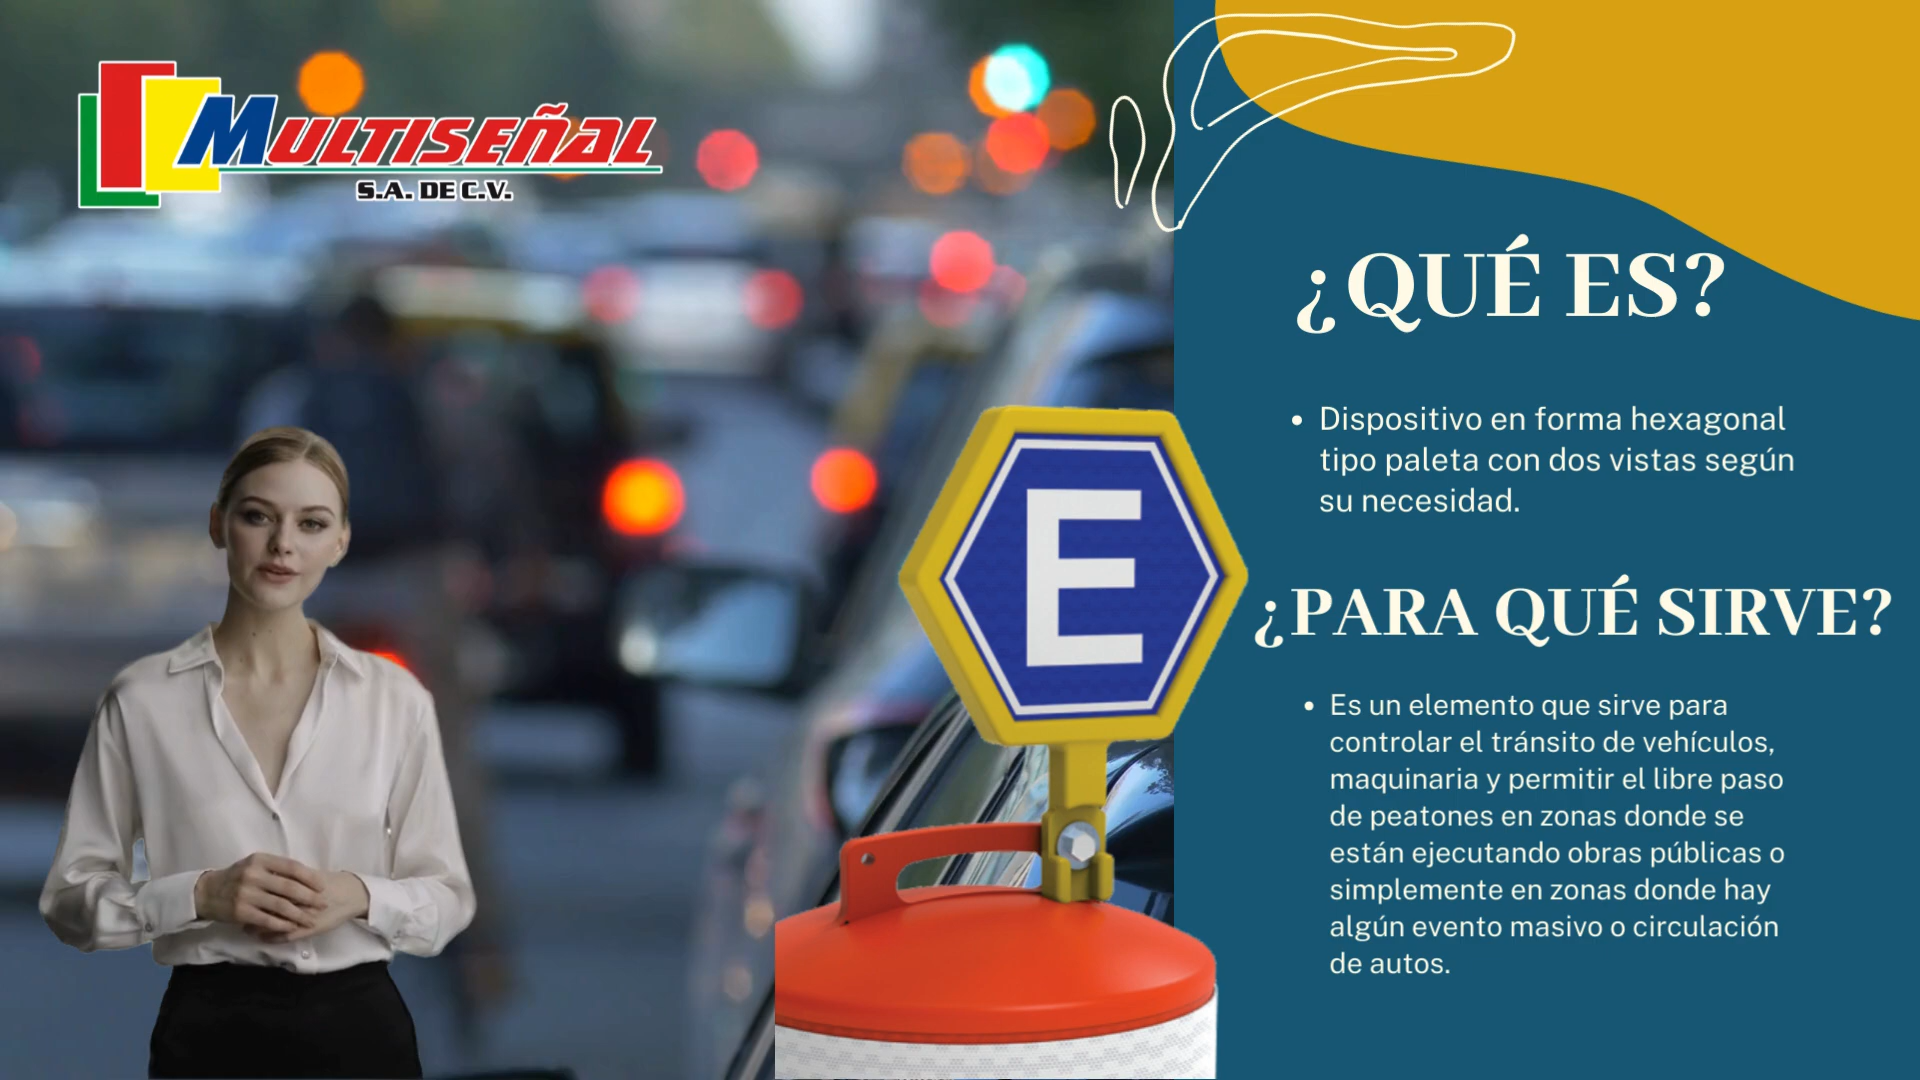 MULTISEÑAL
S.A. DE C.V.
¿QUÉ ES?
• Dispositivo en forma hexagonal
tipo paleta con dos vistas según
su necesidad.
E
¿PARA QUÉ SIRVE?
• Es un elemento que sirve para
controlar el tránsito de vehículos,
maquinaria y permitir el libre paso
de peatones en zonas donde se
están ejecutando obras públicas o
simplemente en zonas donde hay
algún evento masivo o circulación
de autos.